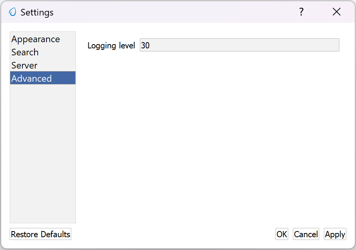 Settings
Appearance
Search
Server
Advanced
Logging level 30
Restore Defaults
OK Cancel Apply